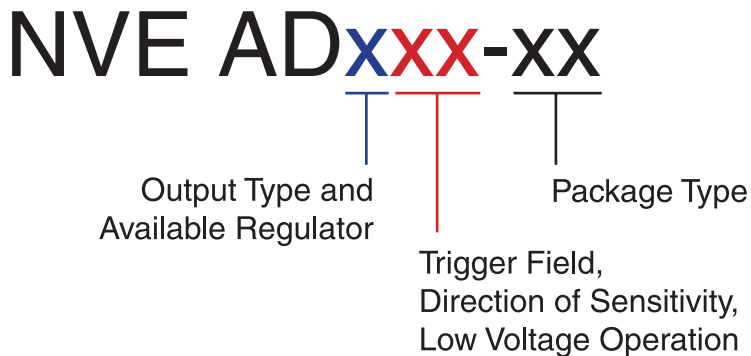 NVE ADxxx-xx
Output Type and
Available Regulator
Package Type
Trigger Field,
Direction of Sensitivity,
Low Voltage Operation